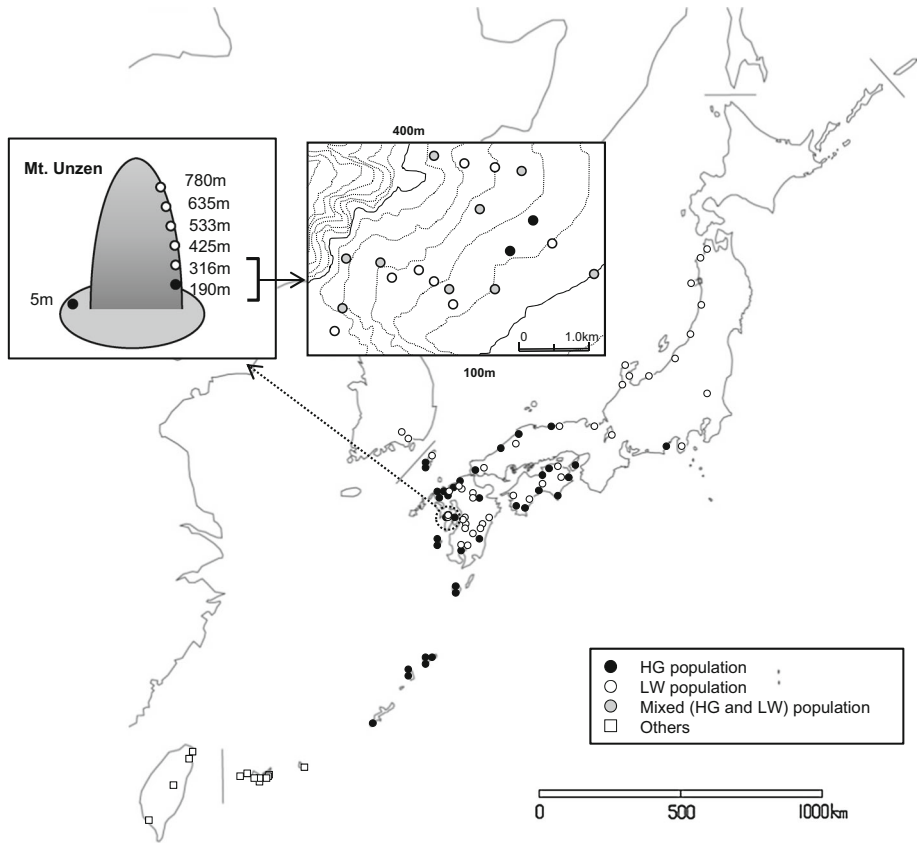 400m
Mt. Unzen
780m
635m
533m
425m
316m
190m
5m
0 1.0km
100m
HG population
LW population
Mixed (HG and LW) population
Others
0 500 1000km